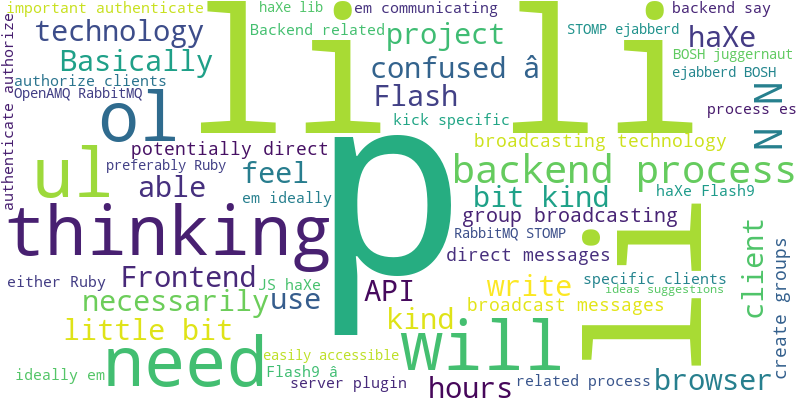 important authenticate
haXe lib
em communicating
backend say
technology
Backend related
project
STOMP ejabberd
haXe
Basically
li li
confused â
BOSH juggernaut
authorize clients
ejabberd BOSH
OpenAMQ RabbitMQ
Flash
N N
authenticate authorize
ol
kick specific
process es
potentially direct
p
broadcasting technology
ul
preferably Ruby
feel
backend process
able
em ideally
bit kind
haXe Flash9
thinking
group broadcasting
RabbitMQ STOMP
direct messages
li
client
create groups
either Ruby
Frontend
JS haXe
API
write
specific clients
necessarily
use
broadcast messages
ideas suggestions
little bit
kind
need
easily accessible
will
ideally em
Flash9 â
server plugin
hours
related process
browser